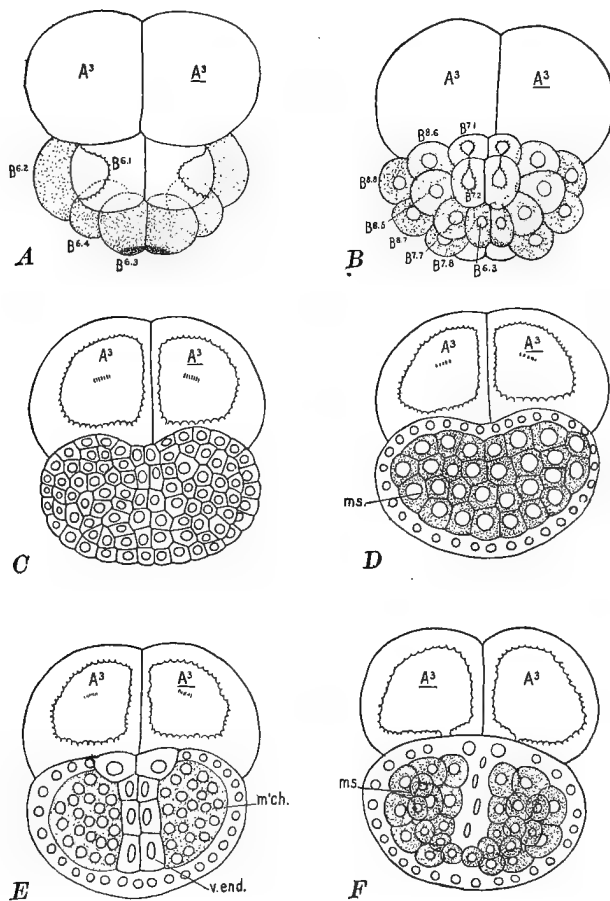 A³ A³
B⁶·² B⁶·¹
B⁶·⁴
B⁶·³
A
A³ A³
B⁸·⁶ B⁷·¹
B⁸·⁸
B⁷·²
B⁸·⁵
B⁸·⁷
B⁷·⁷ B⁷·⁸ B⁶·³
B
A³ A³
C
A³ A³
ms.
D
A³ A³
m'ch.
v.end.
E
A³ A³
ms.
F